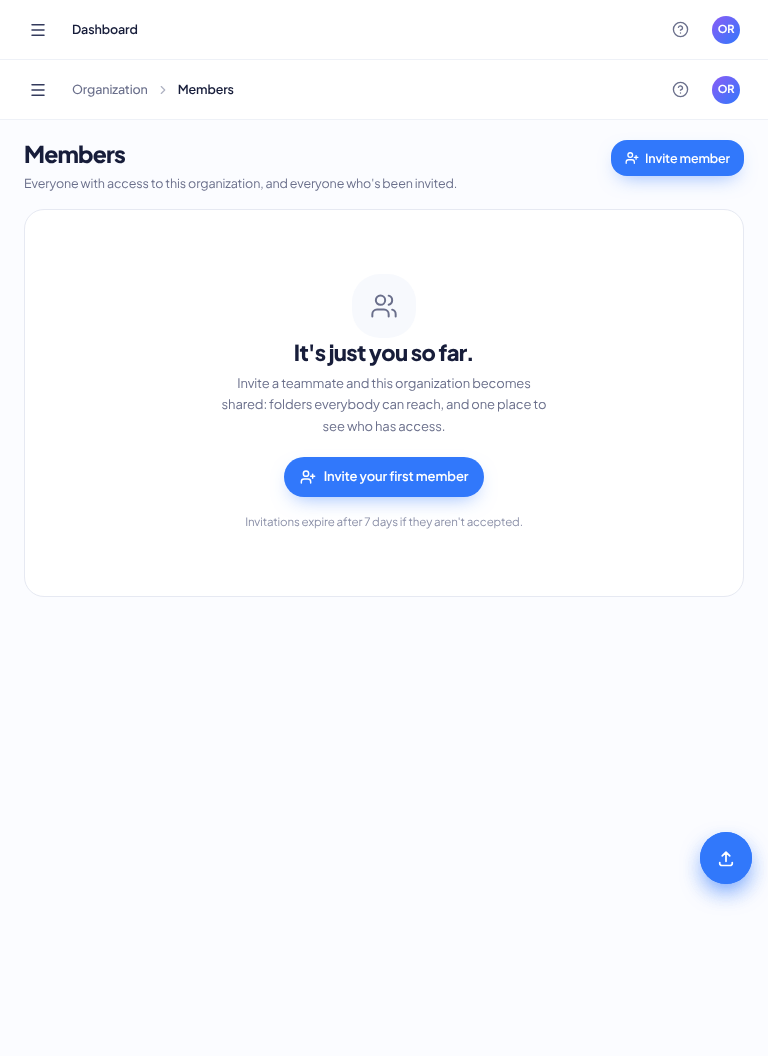 Dashboard
OR
Organization > Members
OR
Members
Invite member
Everyone with access to this organization, and everyone who's been invited.
It's just you so far.
Invite a teammate and this organization becomes
shared: folders everybody can reach, and one place to
see who has access.
Invite your first member
Invitations expire after 7 days if they aren't accepted.